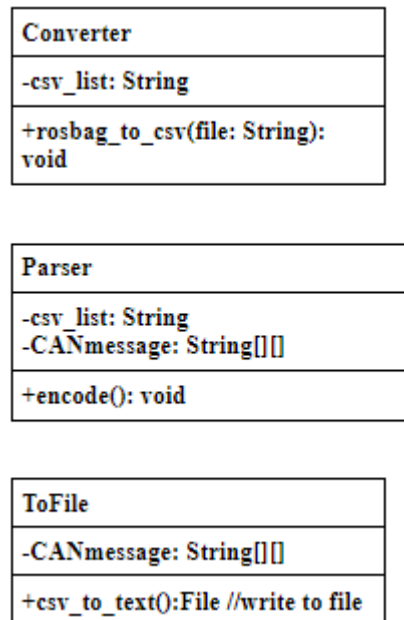 Converter
-csv_list: String
+rosbag_to_csv(file: String):
void
Parser
-csv_list: String
-CANmessage: String[][]
+encode(): void
ToFile
-CANmessage: String[][]
+csv_to_text():File //write to file